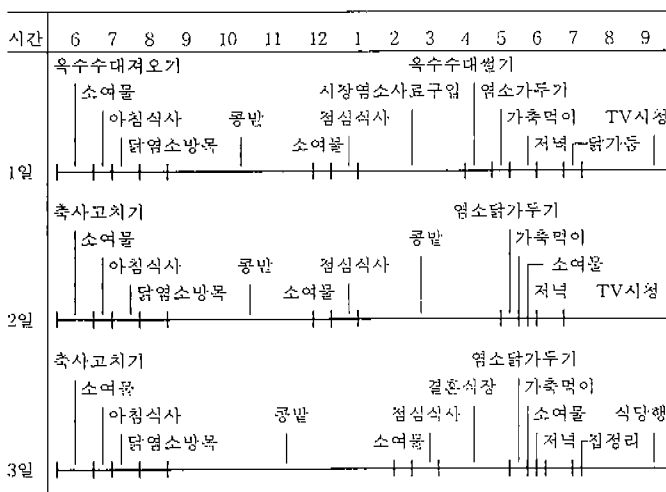 시간 6 7 8 9 10 11 12 1 2 3 4 5 6 7 8 9
옥수수대져오기 옥수수대썰기
소여물 시장염소사료구입 염소가두기
아침식사 콩밭 점심식사 가축먹이 TV시청
닭염소방목 소여물 저녁 닭가둠
1일
축사고치기 염소닭가두기
소여물 콩밭 가축먹이
아침식사 콩밭 점심식사 소여물
닭염소방목 소여물 저녁 TV시청
2일
축사고치기 염소닭가두기
소여물 결혼식장 가축먹이
아침식사 콩밭 점심식사 소여물 식당행
닭염소방목 소여물 저녁 집정리
3일